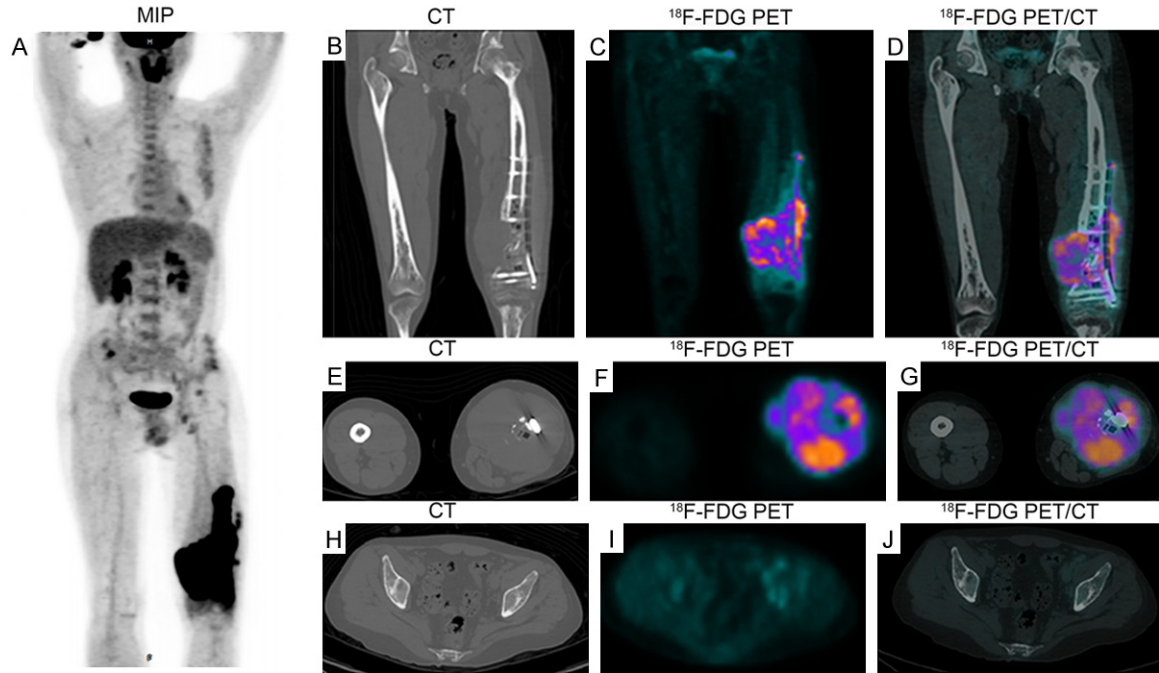 MIP
CT
¹⁸F-FDG PET
¹⁸F-FDG PET/CT
A
B
C
D
H
CT
¹⁸F-FDG PET
¹⁸F-FDG PET/CT
E
F
G
CT
¹⁸F-FDG PET
¹⁸F-FDG PET/CT
H
I
J